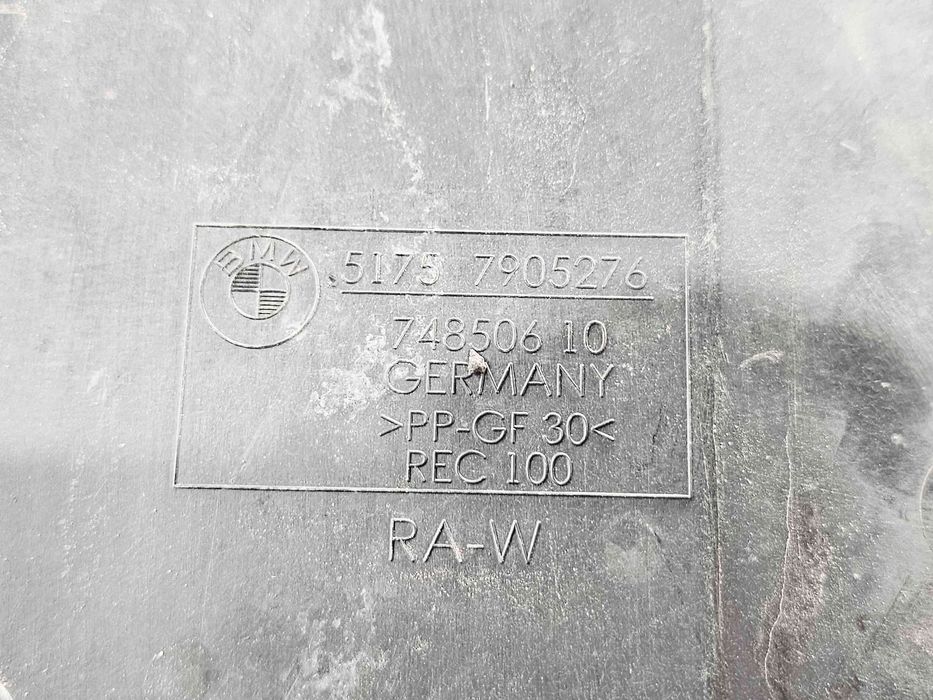 BMW
5175 7905276
748506 10
GERMANY
>PP-GF 30<
REC 100
RA-W